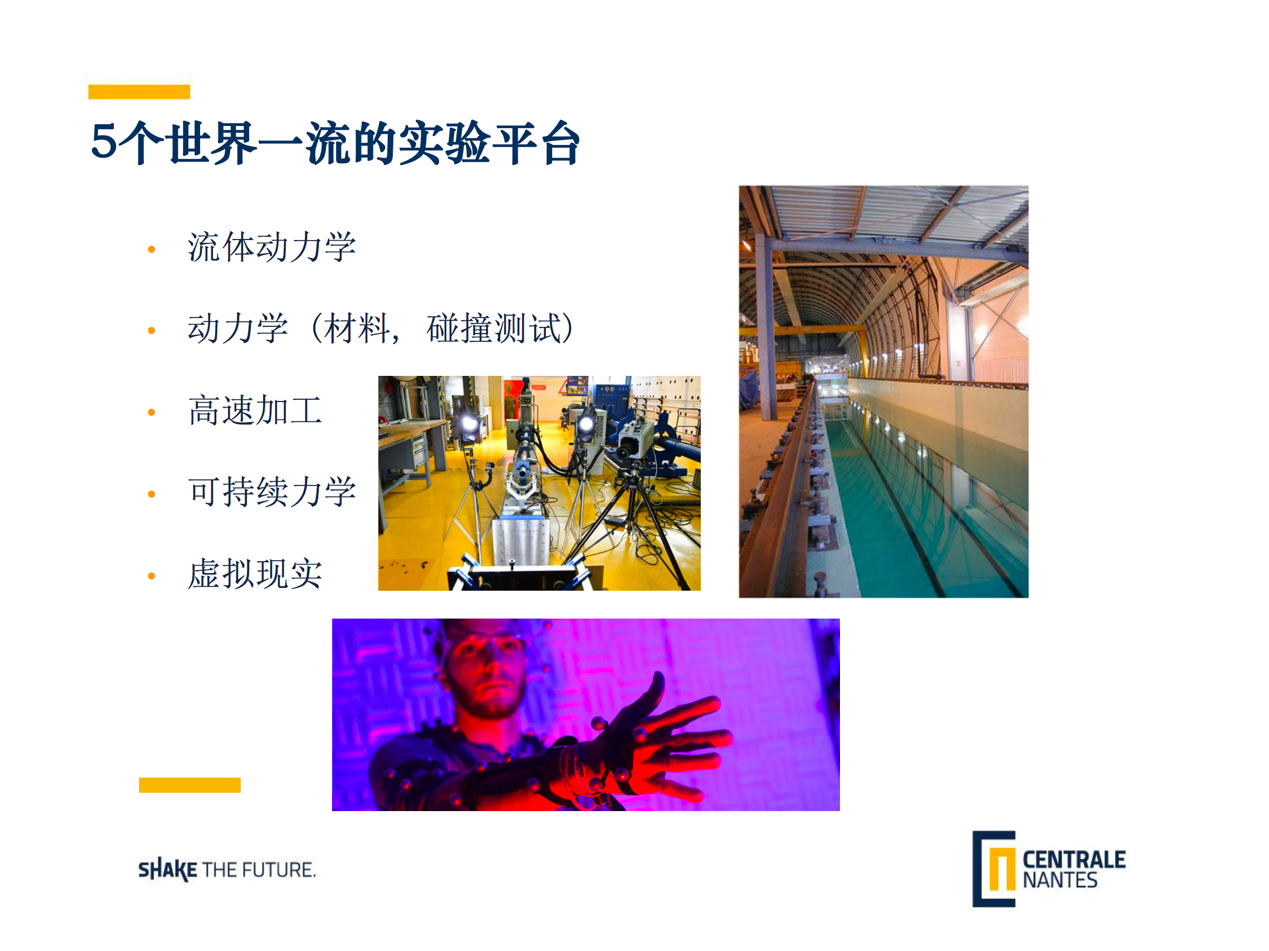 5个世界一流的实验平台
• 流体动力学
• 动力学（材料, 碰撞测试）
• 高速加工
• 可持续力学
• 虚拟现实
SHAKE THE FUTURE.
CENTRALE
NANTES